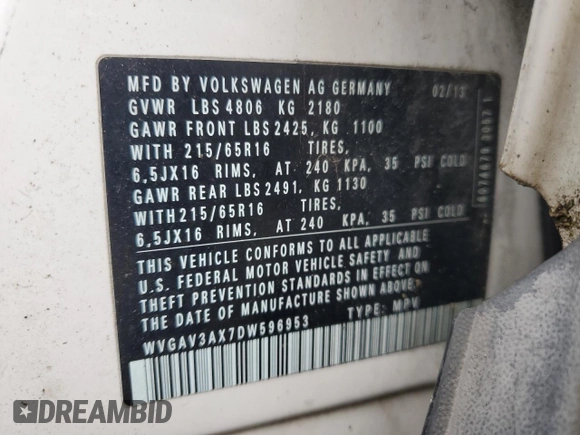 MFD BY VOLKSWAGEN AG GERMANY 02/13
GVWR LBS 4806 KG 2180
GAWR FRONT LBS 2425, KG 1100
WITH 215/65R16 TIRES,
6,5JX16 RIMS, AT 240 KPA, 35 PSI COLD
GAWR REAR LBS 2491, KG 1130
WITH 215/65R16 TIRES,
6,5JX16 RIMS, AT 240 KPA, 35 PSI COLD
THIS VEHICLE CONFORMS TO ALL APPLICABLE
U.S. FEDERAL MOTOR VEHICLE SAFETY AND
THEFT PREVENTION STANDARDS IN EFFECT ON
THE DATE OF MANUFACTURE SHOWN ABOVE.
WVGAV3AX7DW596953 TYPE: MPV
DREAMBID